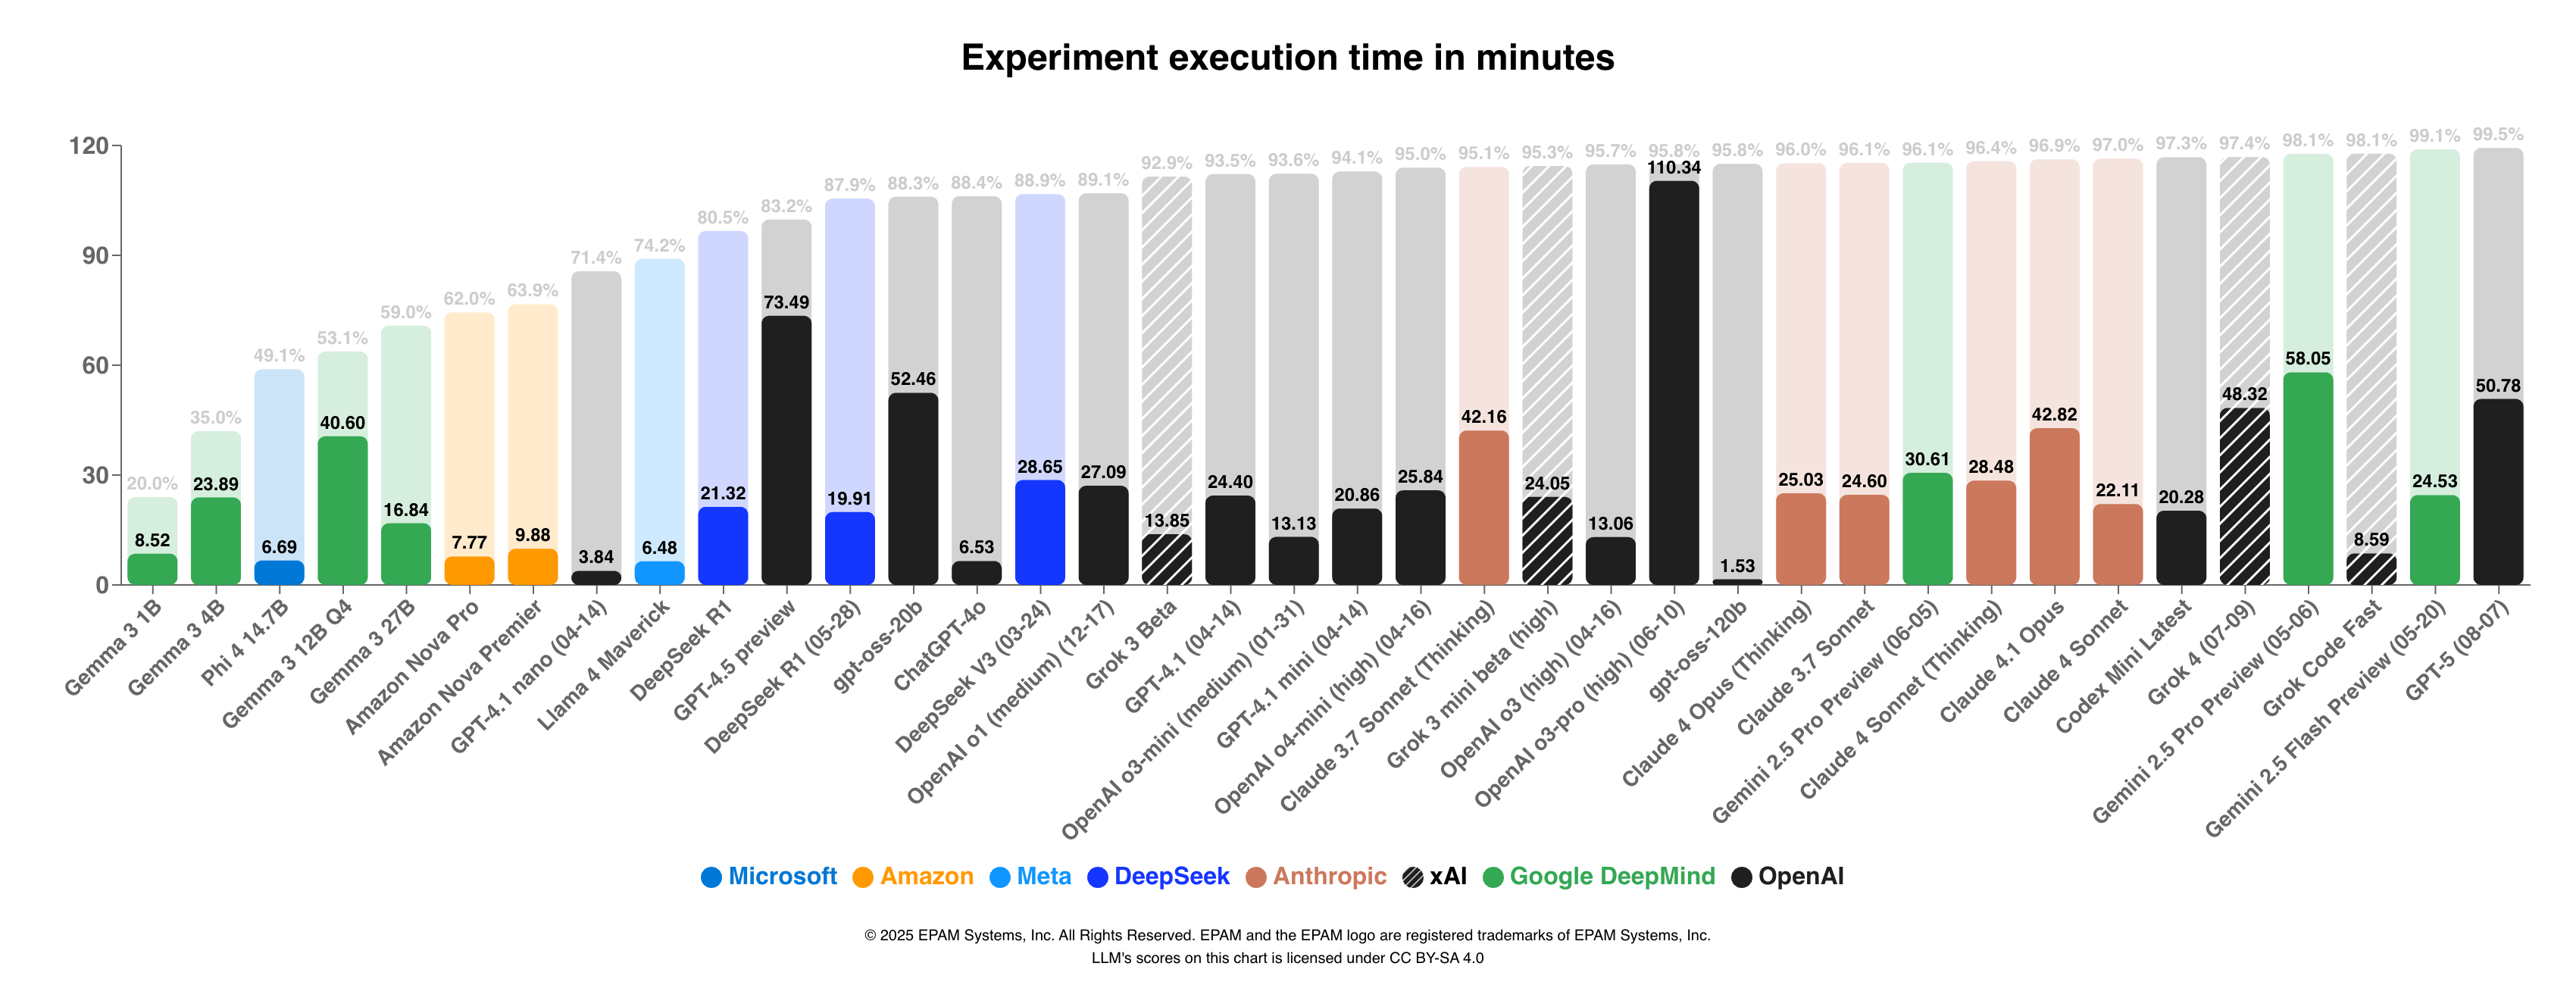 Experiment execution time in minutes
120
90
60
30
0
20.0%
35.0%
49.1%
53.1%
59.0%
62.0%
63.9%
71.4%
74.2%
80.5%
83.2%
87.9%
88.3%
88.4%
88.9%
89.1%
92.9%
93.5%
93.6%
94.1%
95.0%
95.1%
95.3%
95.7%
95.8%
95.8%
96.0%
96.1%
96.1%
96.4%
96.9%
97.0%
97.3%
97.4%
98.1%
98.1%
99.1%
99.5%
8.52
23.89
6.69
40.60
16.84
7.77
9.88
3.84
6.48
21.32
73.49
19.91
52.46
6.53
28.65
27.09
13.85
24.40
13.13
20.86
25.84
42.16
24.05
13.06
110.34
1.53
25.03
24.60
30.61
28.48
42.82
22.11
20.28
48.32
58.05
8.59
24.53
50.78
Gemma 3 1B
Gemma 3 4B
Phi 4 14.7B
Gemma 3 12B Q4
Gemma 3 27B
Amazon Nova Pro
Amazon Nova Premier
GPT-4.1 nano (04-14)
Llama 4 Maverick
DeepSeek R1
GPT-4.5 preview
DeepSeek R1 (05-28)
gpt-oss-20b
ChatGPT-4o
DeepSeek V3 (03-24)
OpenAI o1 (medium) (12-17)
Grok 3 Beta
GPT-4.1 (04-14)
OpenAI o3-mini (medium) (01-31)
GPT-4.1 mini (04-14)
OpenAI o4-mini (high) (04-16)
Claude 3.7 Sonnet (Thinking)
Grok 3 mini beta (high)
OpenAI o3 (high) (04-16)
OpenAI o3-pro (high) (06-10)
gpt-oss-120b
Claude 4 Opus (Thinking)
Claude 3.7 Sonnet
Gemini 2.5 Pro Preview (06-05)
Claude 4 Sonnet (Thinking)
Claude 4.1 Opus
Claude 4 Sonnet
Codex Mini Latest
Grok 4 (07-09)
Gemini 2.5 Pro Preview (05-06)
Grok Code Fast
Gemini 2.5 Flash Preview (05-20)
GPT-5 (08-07)
Microsoft Amazon Meta DeepSeek Anthropic xAI Google DeepMind OpenAI
© 2025 EPAM Systems, Inc. All Rights Reserved. EPAM and the EPAM logo are registered trademarks of EPAM Systems, Inc.
LLM's scores on this chart is licensed under CC BY-SA 4.0